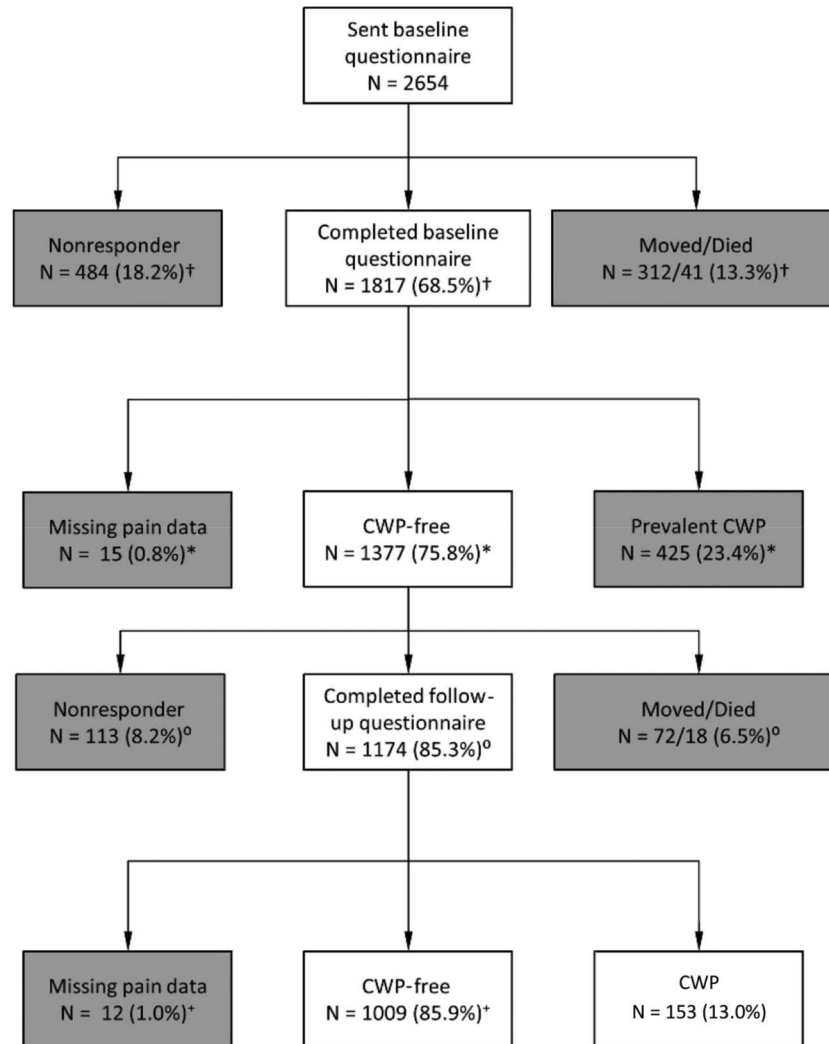 Sent baseline
questionnaire
N = 2654
Nonresponder
N = 484 (18.2%)†
Completed baseline
questionnaire
N = 1817 (68.5%)†
Moved/Died
N = 312/41 (13.3%)†
Missing pain data
N = 15 (0.8%)*
CWP-free
N = 1377 (75.8%)*
Prevalent CWP
N = 425 (23.4%)*
Nonresponder
N = 113 (8.2%)º
Completed follow-
up questionnaire
N = 1174 (85.3%)º
Moved/Died
N = 72/18 (6.5%)º
Missing pain data
N = 12 (1.0%)⁺
CWP-free
N = 1009 (85.9%)⁺
CWP
N = 153 (13.0%)